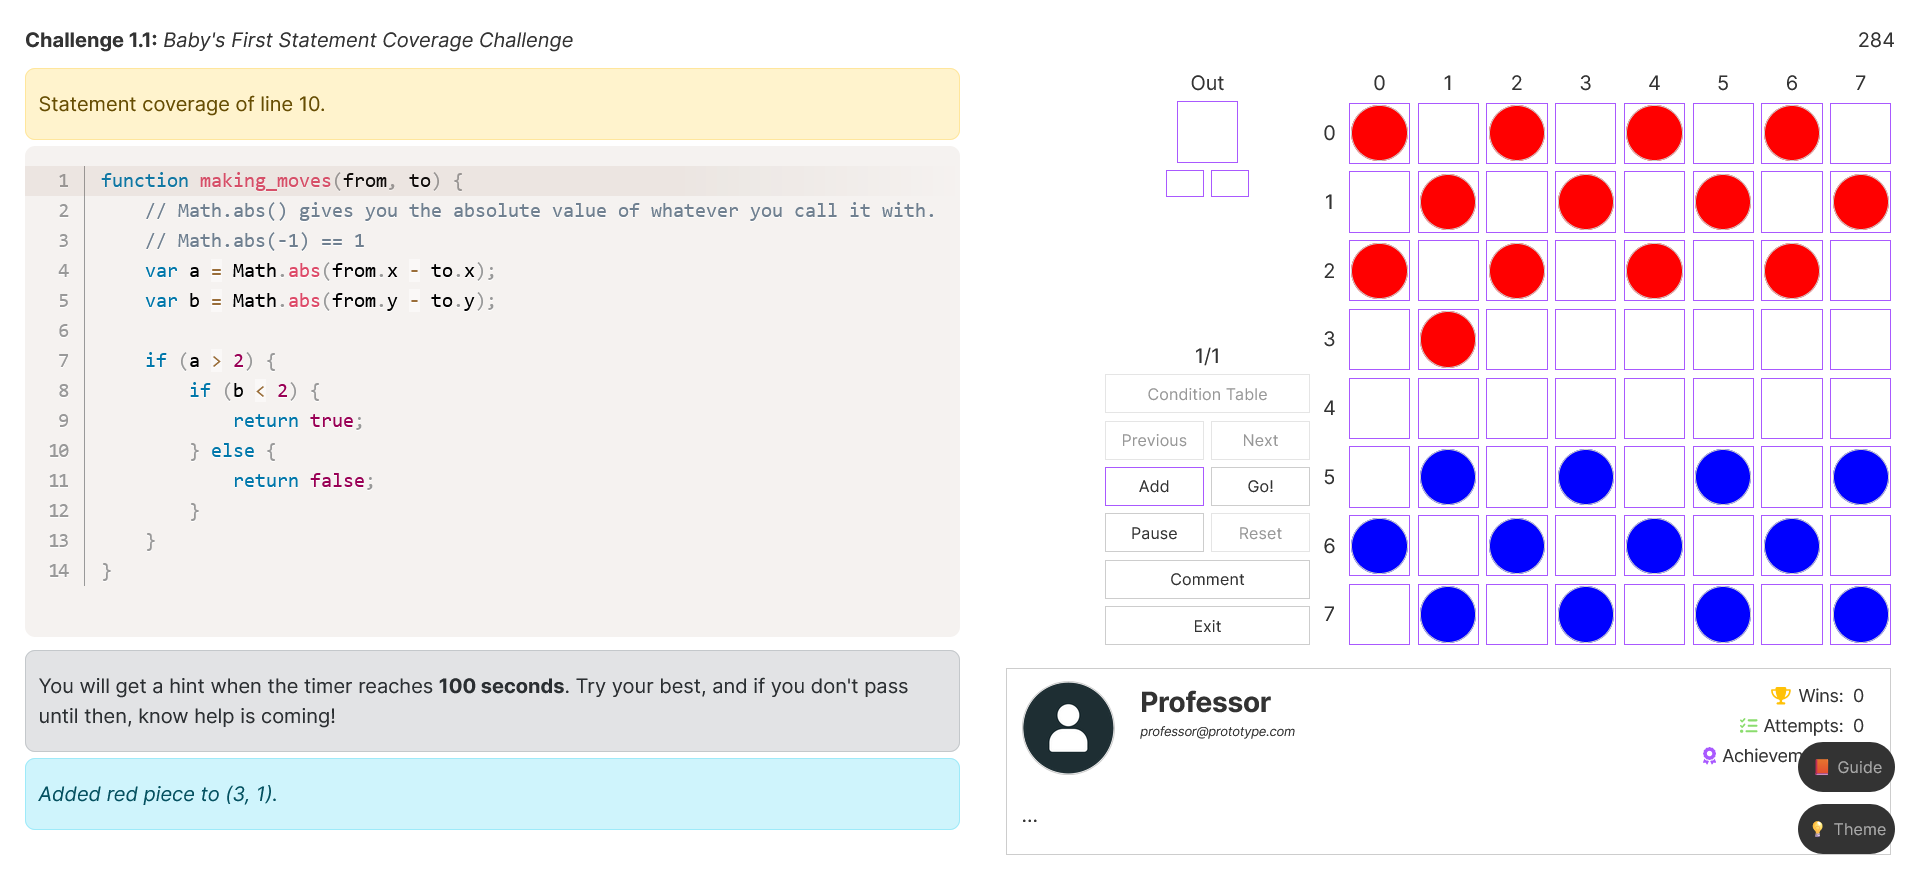 Challenge 1.1: Baby's First Statement Coverage Challenge
284
Statement coverage of line 10.
1 function making_moves(from, to) {
2 // Math.abs() gives you the absolute value of whatever you call it with.
3 // Math.abs(-1) == 1
4 var a = Math.abs(from.x - to.x);
5 var b = Math.abs(from.y - to.y);
6
7 if (a > 2) {
8 if (b < 2) {
9 return true;
10 } else {
11 return false;
12 }
13 }
14 }
You will get a hint when the timer reaches 100 seconds. Try your best, and if you don't pass
until then, know help is coming!
Added red piece to (3, 1).
Out
1/1
Condition Table
Previous Next
Add Go!
Pause Reset
Comment
Exit
0 1 2 3 4 5 6 7
0
1
2
3
4
5
6
7
Professor
professor@prototype.com
...
Wins: 0
Attempts: 0
Achievem
Guide
Theme